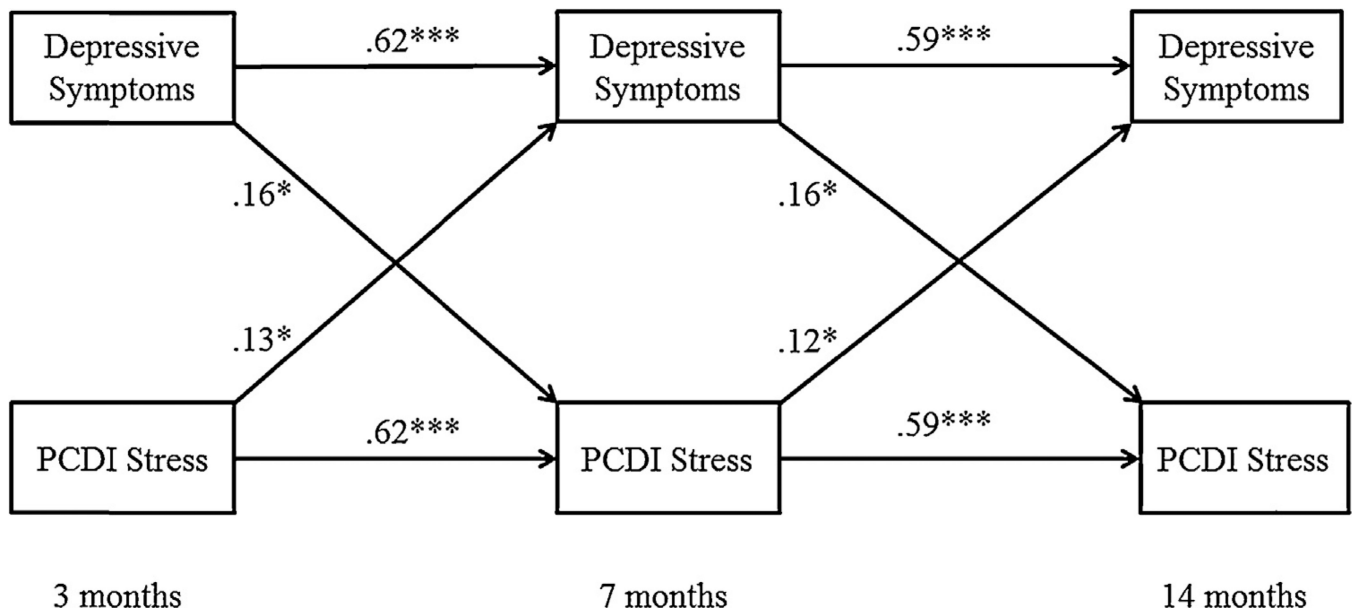 .62***
.59***
Depressive
Symptoms
Depressive
Symptoms
Depressive
Symptoms
.16*
.16*
.13*
.12*
.62***
.59***
PCDI Stress
PCDI Stress
PCDI Stress
3 months
7 months
14 months